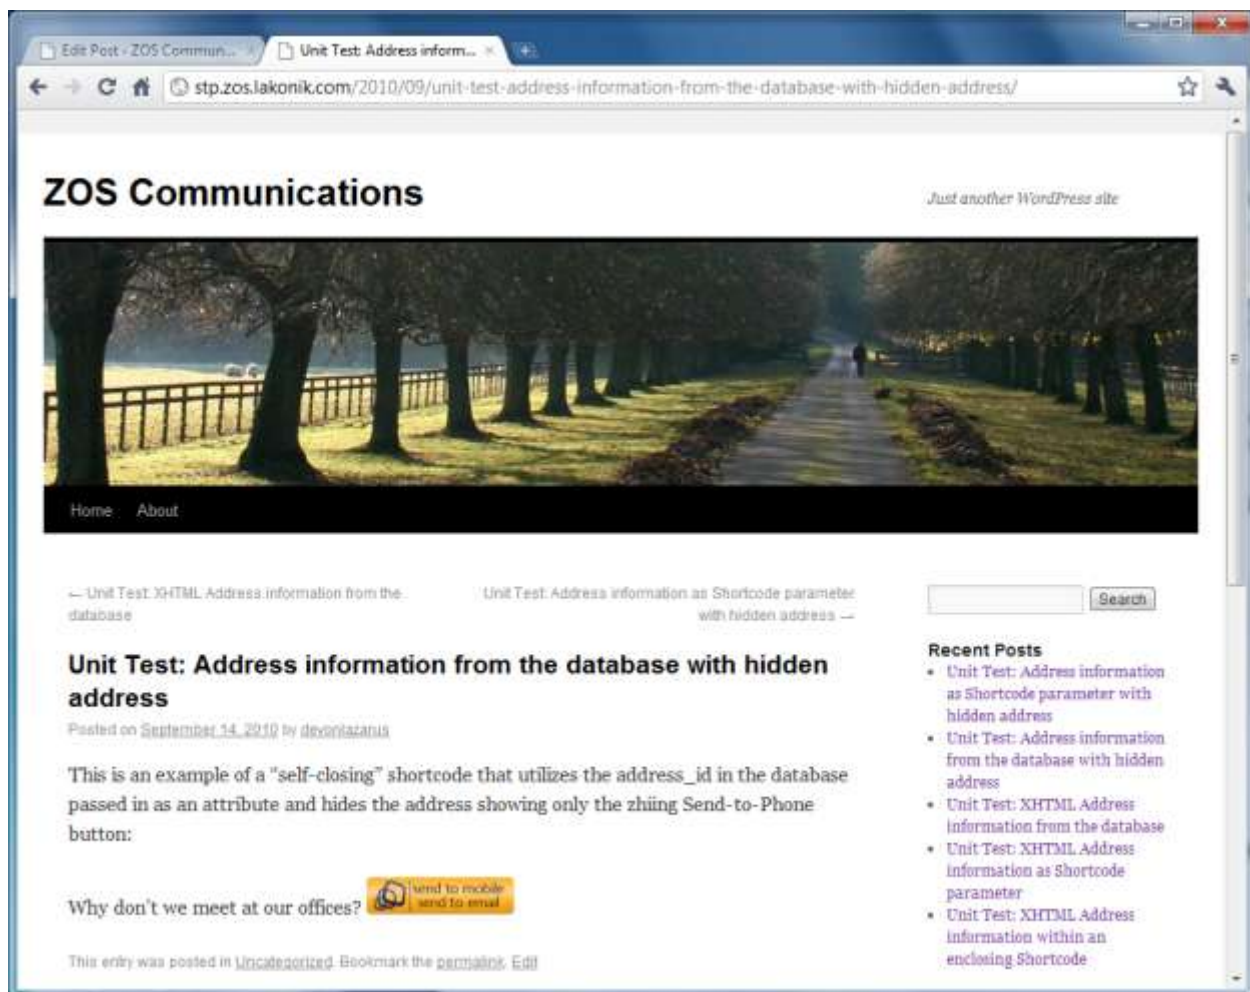 Edit Post ‹ ZOS Commun...
Unit Test: Address inform...
stp.zos.lakonik.com/2010/09/unit-test-address-information-from-the-database-with-hidden-address/
ZOS Communications
Just another WordPress site
Home About
← Unit Test: XHTML Address information from the
database
Unit Test: Address information as Shortcode parameter
with hidden address →
Search
Unit Test: Address information from the database with hidden
address
Posted on September 14, 2010 by devonlazarus
This is an example of a "self-closing" shortcode that utilizes the address_id in the database
passed in as an attribute and hides the address showing only the zhiing Send-to-Phone
button:
Why don't we meet at our offices?
send to mobile
send to email
This entry was posted in Uncategorized. Bookmark the permalink. Edit
Recent Posts
Unit Test: Address information
as Shortcode parameter with
hidden address
Unit Test: Address information
from the database with hidden
address
Unit Test: XHTML Address
information from the database
Unit Test: XHTML Address
information as Shortcode
parameter
Unit Test: XHTML Address
information within an
enclosing Shortcode